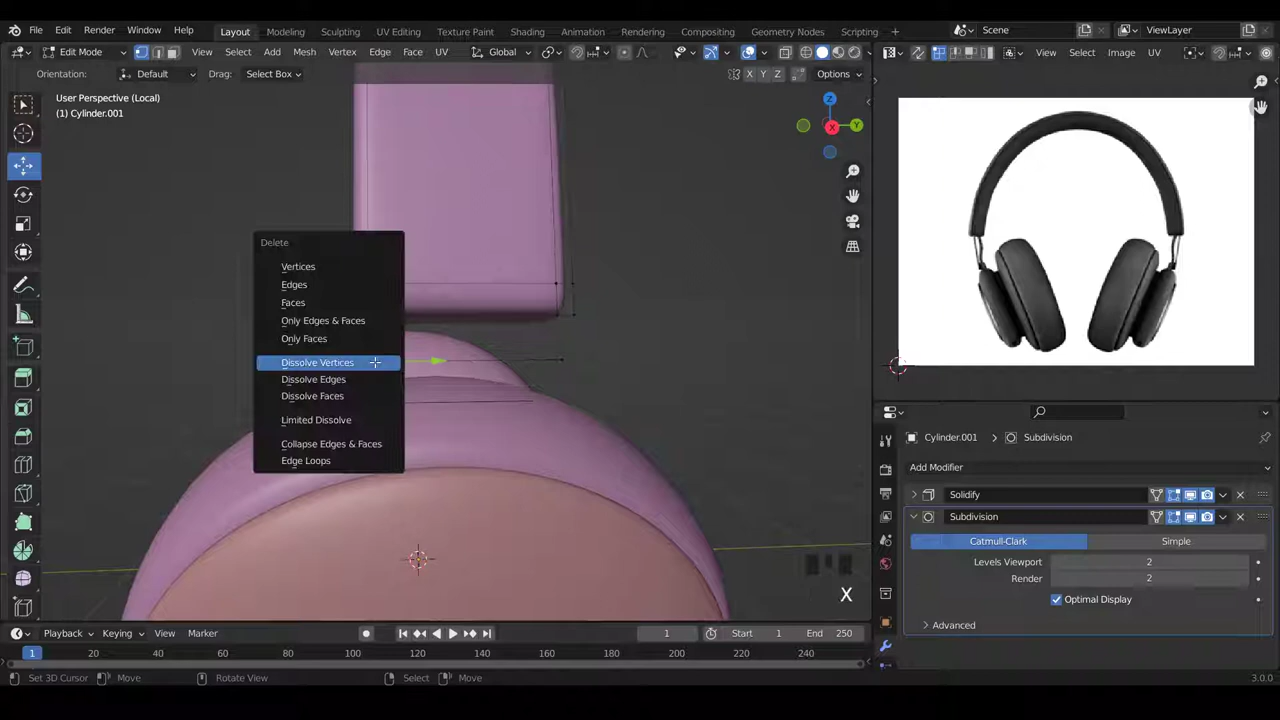 File Edit Render Window Help Layout Modeling Sculpting UV Editing Texture Paint Shading Animation Rendering Compositing Geometry Nodes Scripting Scene ViewLayer
Edit Mode View Select Add Mesh Vertex Edge Face UV Global View Select Image UV
Orientation: Default Drag: Select Box X Y Z Options
User Perspective (Local)
(1) Cylinder.001
Z
X
Y
Delete
Vertices
Edges
Faces
Only Edges & Faces
Only Faces
Dissolve Vertices
Dissolve Edges
Dissolve Faces
Limited Dissolve
Collapse Edges & Faces
Edge Loops
X
Cylinder.001 Subdivision
Add Modifier
Solidify
Subdivision
Catmull-Clark Simple
Levels Viewport 2
Render 2
Optimal Display
Advanced
Playback Keying View Marker 1 Start 1 End 250
1 20 40 60 80 100 120 140 160 180 200 220 240
Set 3D Cursor Move Rotate View Select Move 3.0.0